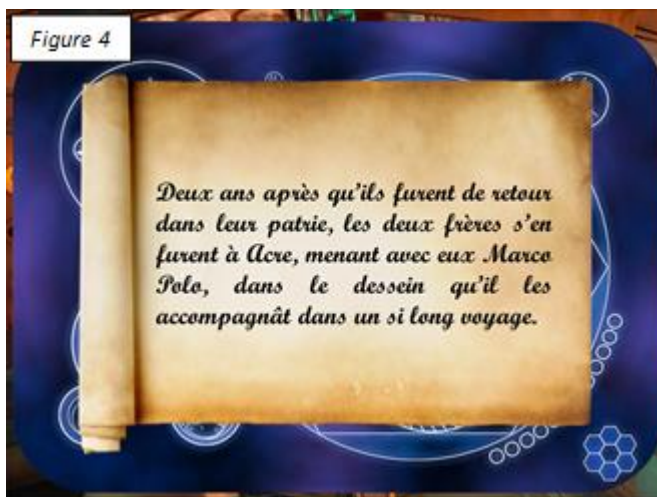 Figure 4
Deux ans après qu'ils furent de retour
dans leur patrie, les deux frères s'en
furent à Acre, menant avec eux Marco
Polo, dans le dessein qu'il les
accompagnât dans un si long voyage.